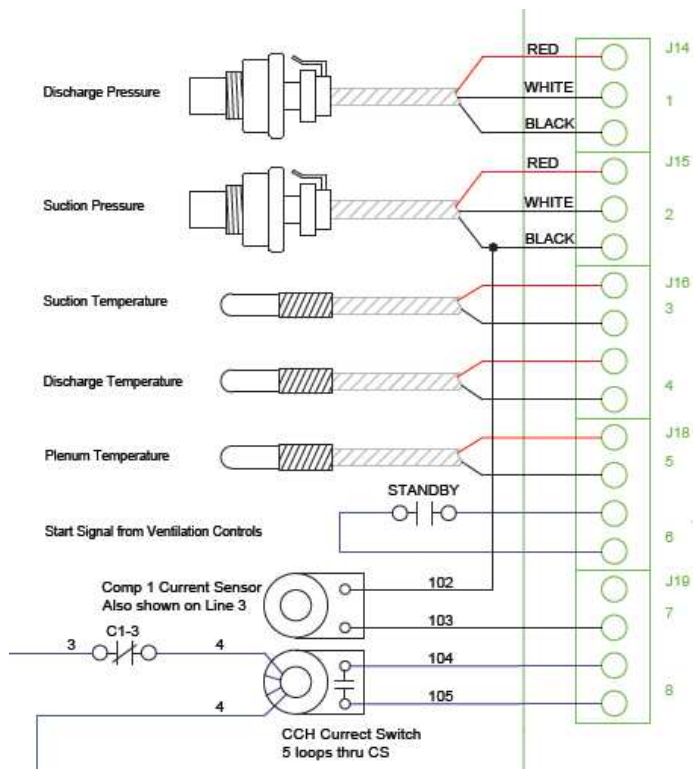 RED J14
Discharge Pressure WHITE 1
BLACK
RED J15
Suction Pressure WHITE 2
BLACK
J16
Suction Temperature 3
Discharge Temperature 4
J18
Plenum Temperature 5
STANDBY
Start Signal from Ventilation Controls 6
Comp 1 Current Sensor 102 J19
Also shown on Line 3 7
C1-3 103
3 4 104
4 105 8
CCH Currect Switch
5 loops thru CS